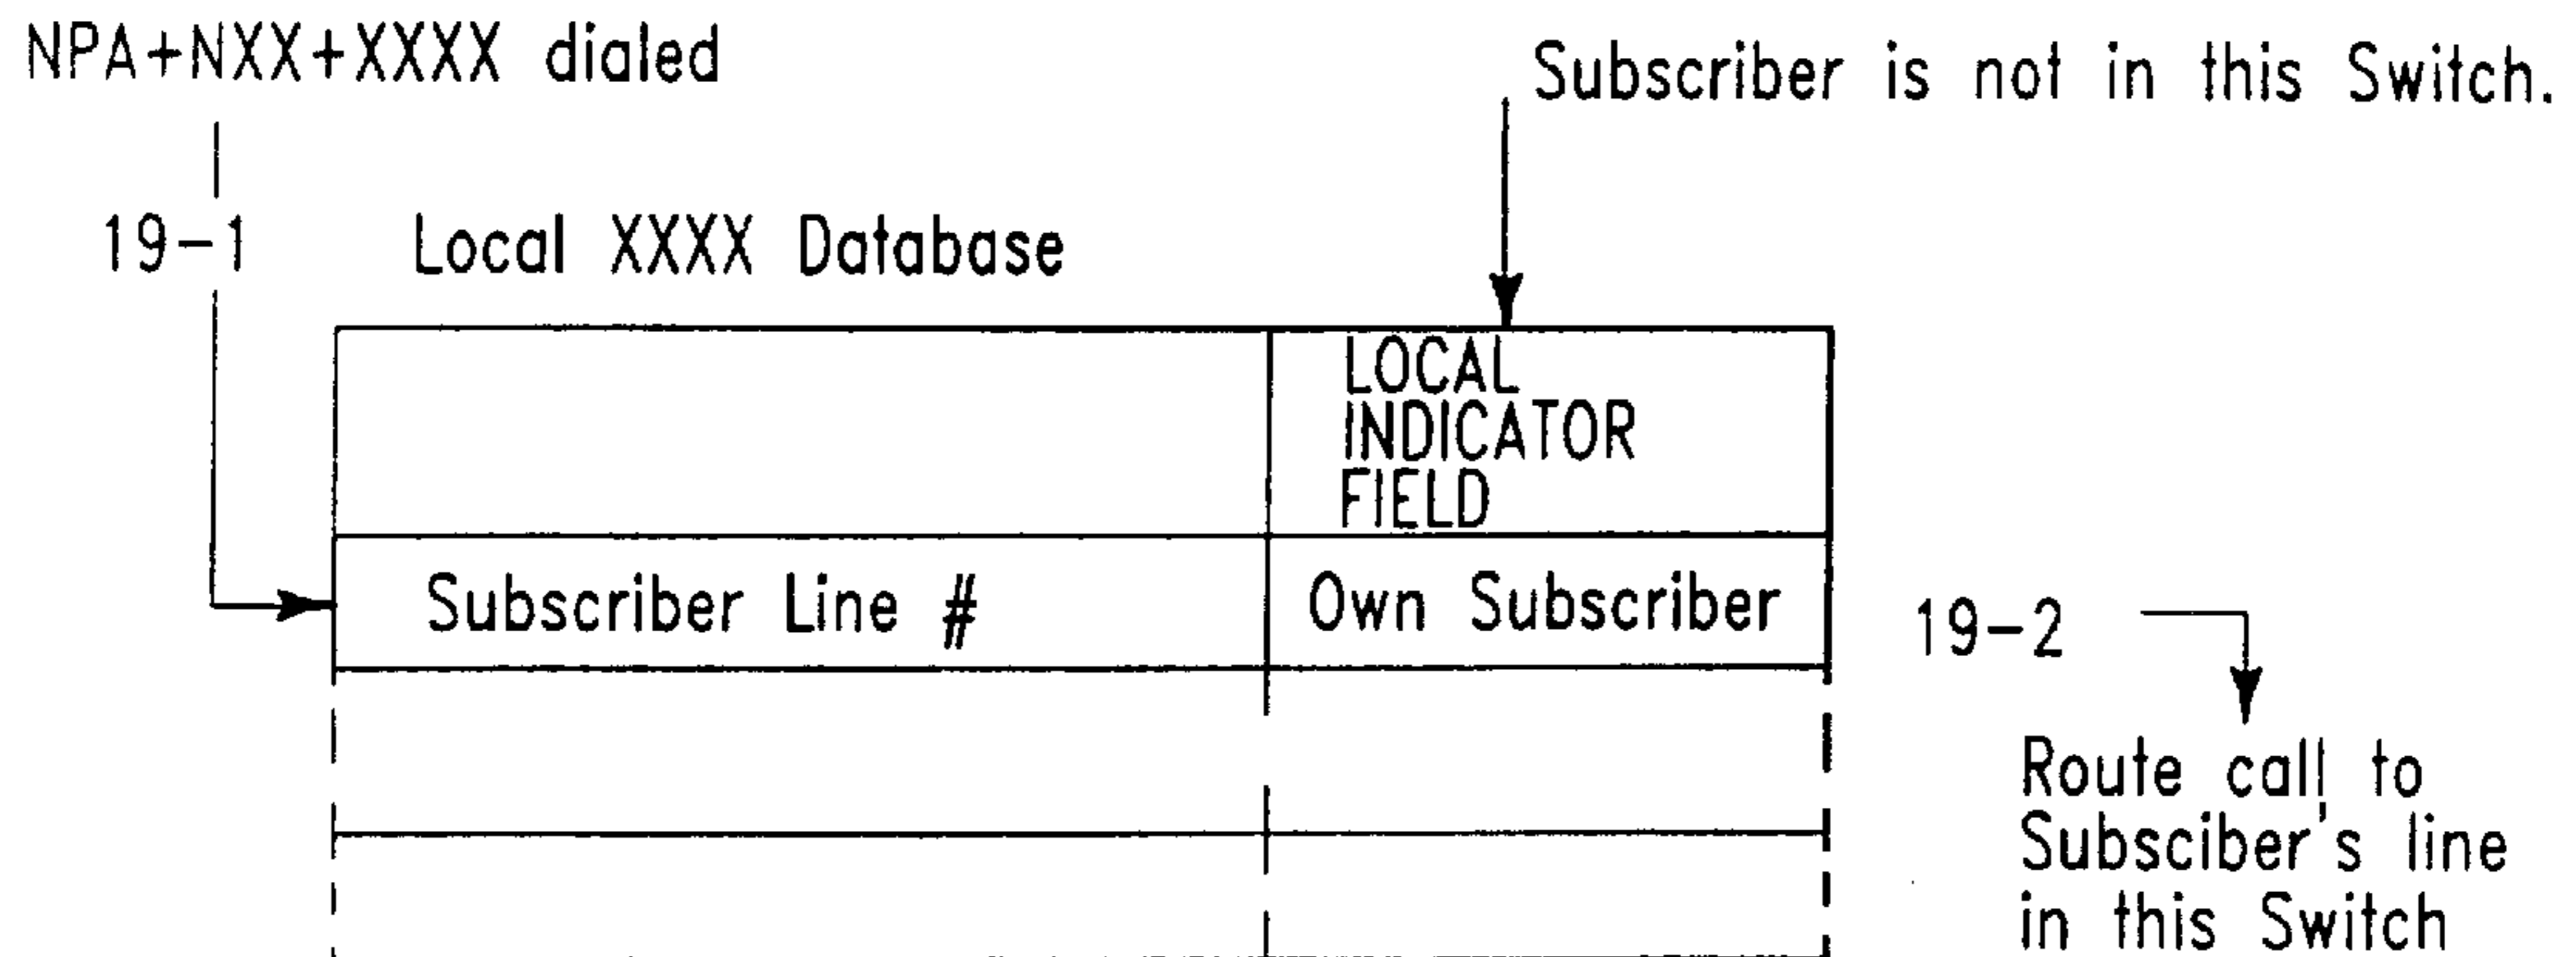 NPA+NXX+XXXX dialed
Subscriber is not in this Switch.
19-1
Local XXXX Database
LOCAL
INDICATOR
FIELD
Subscriber Line #
Own Subscriber
19-2
Route call to
Subsciber's line
in this Switch